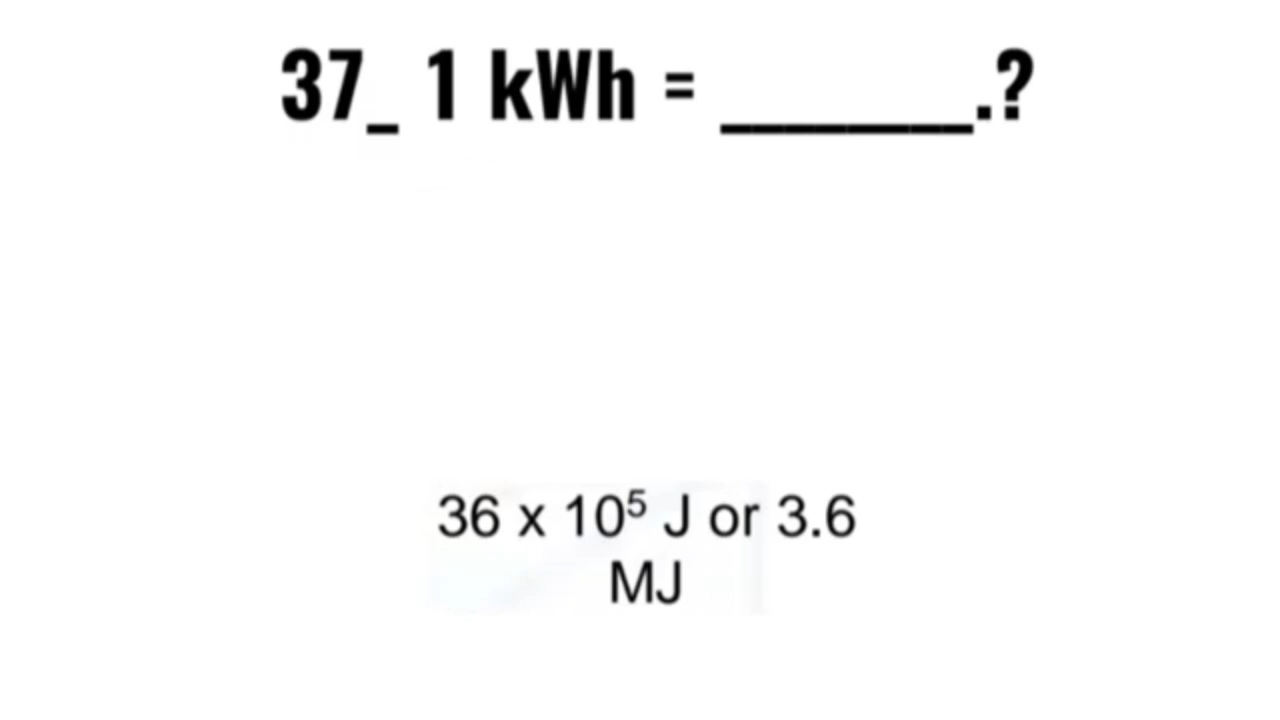 37_ 1 kWh = ________.?
36 x 10⁵ J or 3.6
MJ